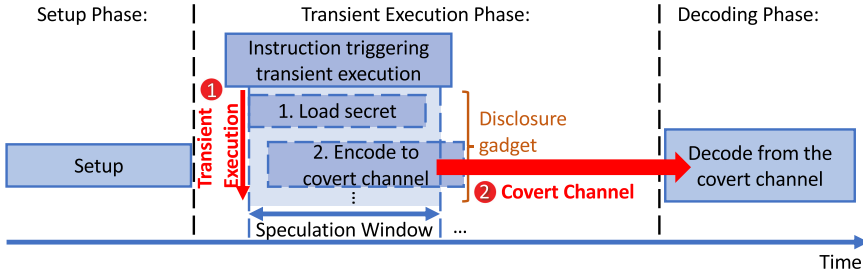 Setup Phase:
Transient Execution Phase:
Decoding Phase:
Instruction triggering
transient execution
1
Transient
Execution
1. Load secret
Disclosure
gadget
Setup
2. Encode to
covert channel
...
Decode from the
covert channel
2 Covert Channel
Speculation Window
...
Time